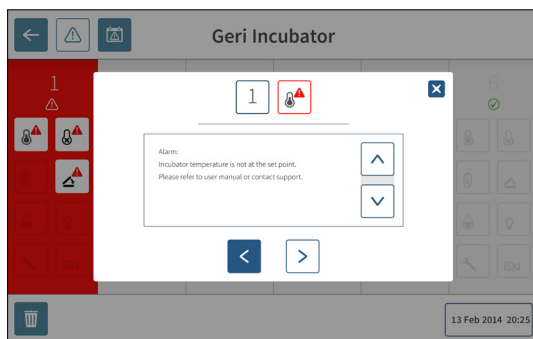 Geri Incubator
1
6
1
Alarm:
Incubator temperature is not at the set point.
Please refer to user manual or contact support.
13 Feb 2014 20:25